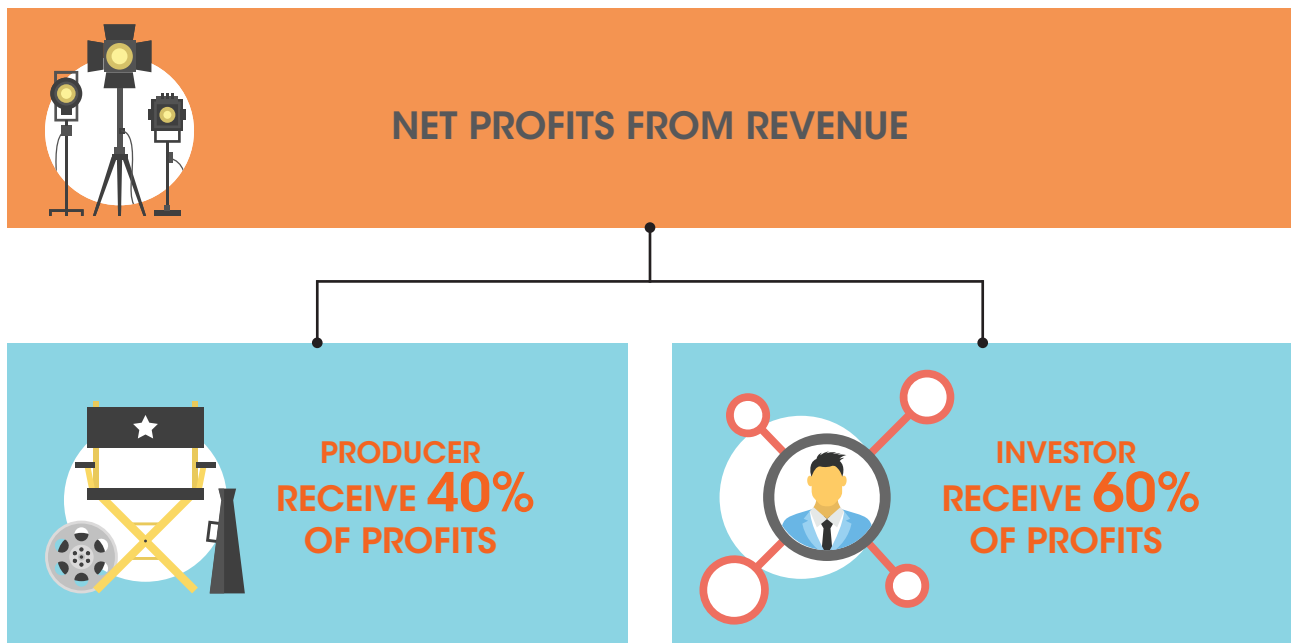 NET PROFITS FROM REVENUE
PRODUCER
RECEIVE 40%
OF PROFITS
INVESTOR
RECEIVE 60%
OF PROFITS